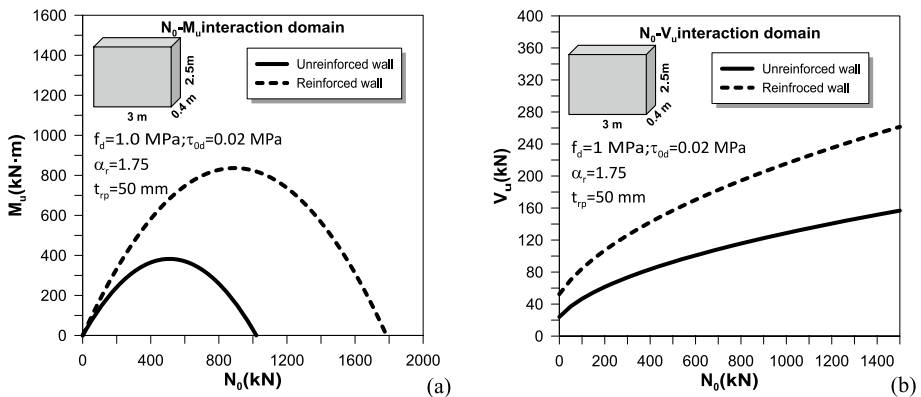 N₀-Mᵤ interaction domain
1600
1400
1200
1000
800
600
400
200
0
Mᵤ(kN·m)
2.5m
0.4 m
3 m
Unreinforced wall
Reinforced wall
f_d=1.0 MPa;τ₀d=0.02 MPa
αᵣ=1.75
tᵣₚ=50 mm
0 400 800 1200 1600 2000
N₀(kN)
(a)
N₀-Vᵤ interaction domain
400
360
320
280
240
200
160
120
80
40
0
Vᵤ(kN)
2.5m
0.4 m
3 m
Unreinforced wall
Reinfroced wall
f_d=1 MPa;τ₀d=0.02 MPa
αᵣ=1.75
tᵣₚ=50 mm
0 200 400 600 800 1000 1200 1400
N₀(kN)
(b)